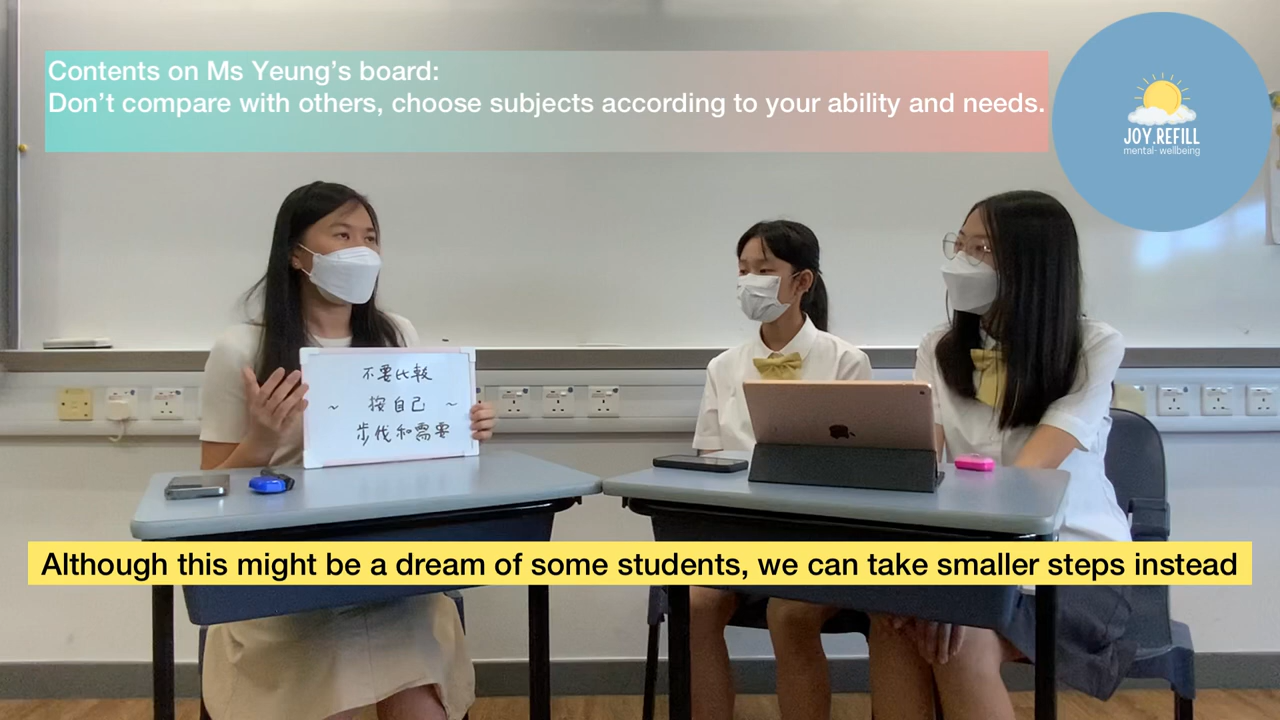 Contents on Ms Yeung’s board:
Don’t compare with others, choose subjects according to your ability and needs.
JOY.REFILL
mental- wellbeing
不要比較
~ 按自己 ~
步伐和需要
Although this might be a dream of some students, we can take smaller steps instead